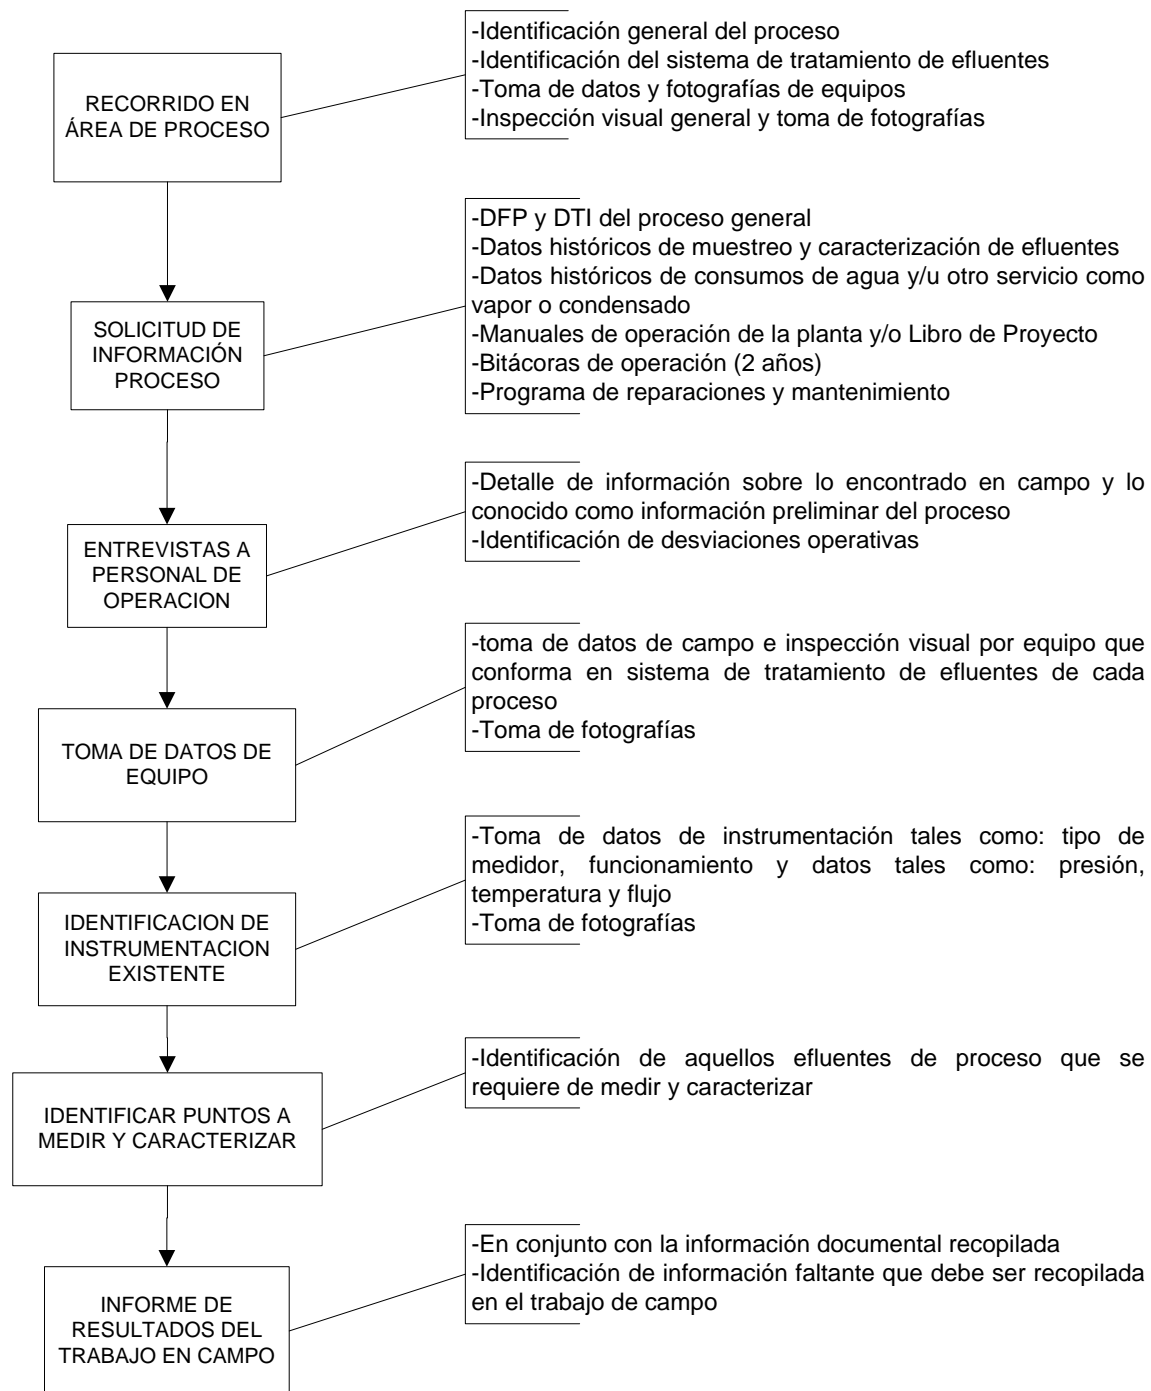 RECORRIDO EN
ÁREA DE PROCESO
-Identificación general del proceso
-Identificación del sistema de tratamiento de efluentes
-Toma de datos y fotografías de equipos
-Inspección visual general y toma de fotografías
SOLICITUD DE
INFORMACIÓN
PROCESO
-DFP y DTI del proceso general
-Datos históricos de muestreo y caracterización de efluentes
-Datos históricos de consumos de agua y/u otro servicio como
vapor o condensado
-Manuales de operación de la planta y/o Libro de Proyecto
-Bitácoras de operación (2 años)
-Programa de reparaciones y mantenimiento
ENTREVISTAS A
PERSONAL DE
OPERACION
-Detalle de información sobre lo encontrado en campo y lo
conocido como información preliminar del proceso
-Identificación de desviaciones operativas
TOMA DE DATOS DE
EQUIPO
-toma de datos de campo e inspección visual por equipo que
conforma en sistema de tratamiento de efluentes de cada
proceso
-Toma de fotografías
IDENTIFICACION DE
INSTRUMENTACION
EXISTENTE
-Toma de datos de instrumentación tales como: tipo de
medidor, funcionamiento y datos tales como: presión,
temperatura y flujo
-Toma de fotografías
IDENTIFICAR PUNTOS A
MEDIR Y CARACTERIZAR
-Identificación de aquellos efluentes de proceso que se
requiere de medir y caracterizar
INFORME DE
RESULTADOS DEL
TRABAJO EN CAMPO
-En conjunto con la información documental recopilada
-Identificación de información faltante que debe ser recopilada
en el trabajo de campo